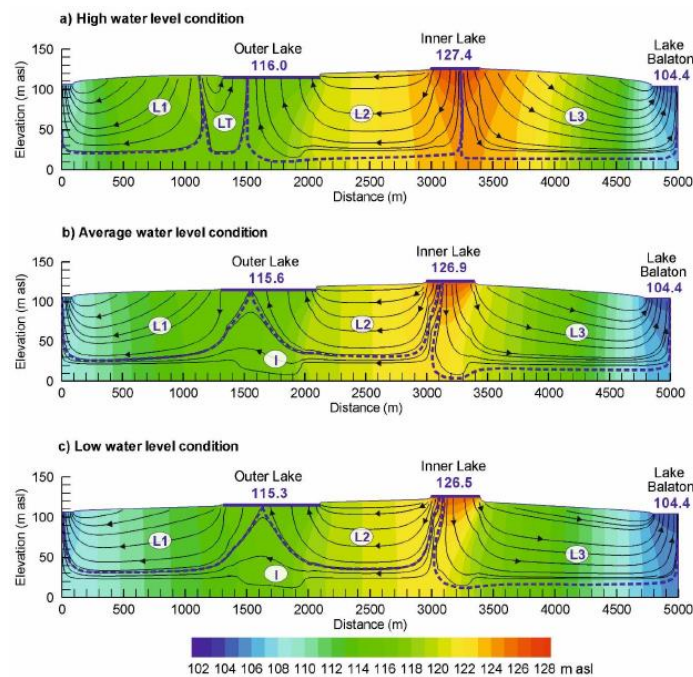 a) High water level condition
Outer Lake
116.0
Inner Lake
127.4
Lake
Balaton
104.4
Elevation (m asl)
150
100
50
0
L1
LT
L2
L3
0 500 1000 1500 2000 2500 3000 3500 4000 4500 5000
Distance (m)
b) Average water level condition
Outer Lake
115.6
Inner Lake
126.9
Lake
Balaton
104.4
Elevation (m asl)
150
100
50
0
L1
I
L2
L3
0 500 1000 1500 2000 2500 3000 3500 4000 4500 5000
Distance (m)
c) Low water level condition
Outer Lake
115.3
Inner Lake
126.5
Lake
Balaton
104.4
Elevation (m asl)
150
100
50
0
L1
I
L2
L3
0 500 1000 1500 2000 2500 3000 3500 4000 4500 5000
Distance (m)
102 104 106 108 110 112 114 116 118 120 122 124 126 128 m asl